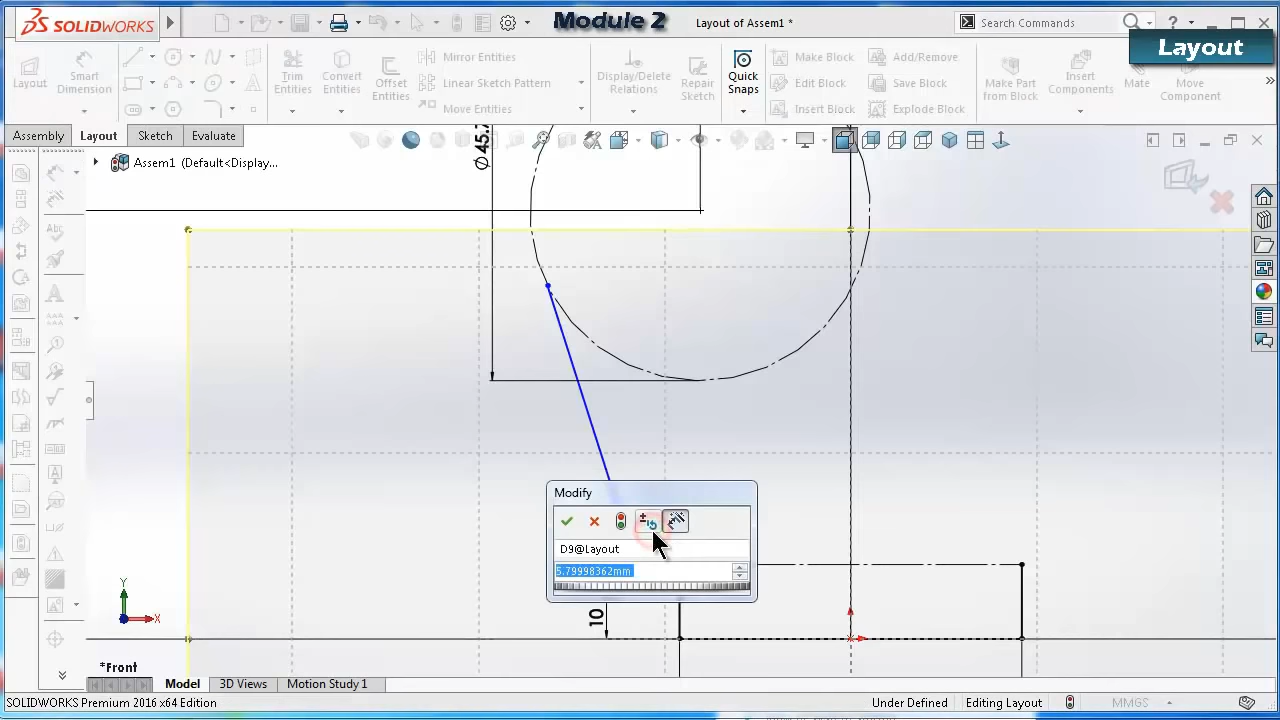 SOLIDWORKS
Module 2
Layout of Assem1 *
Search Commands
Layout
Layout
Smart Dimension
Trim Entities
Convert Entities
Offset Entities
Mirror Entities
Linear Sketch Pattern
Move Entities
Display/Delete Relations
Repair Sketch
Quick Snaps
Make Block
Edit Block
Insert Block
Add/Remove
Save Block
Explode Block
Make Part from Block
Insert Components
Mate
Move Component
Assembly
Layout
Sketch
Evaluate
Assem1 (Default<Display...
Modify
D9@Layout
5.79998362mm
10
Y
X
*Front
Model
3D Views
Motion Study 1
SOLIDWORKS Premium 2016 x64 Edition
Under Defined
Editing Layout
MMGS